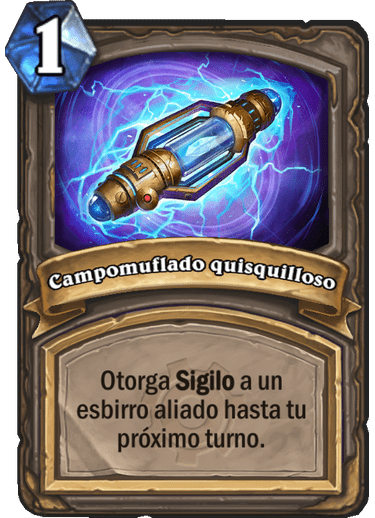 1
Campomuflado quisquilloso
Otorga Sigilo a un
esbirro aliado hasta tu
próximo turno.